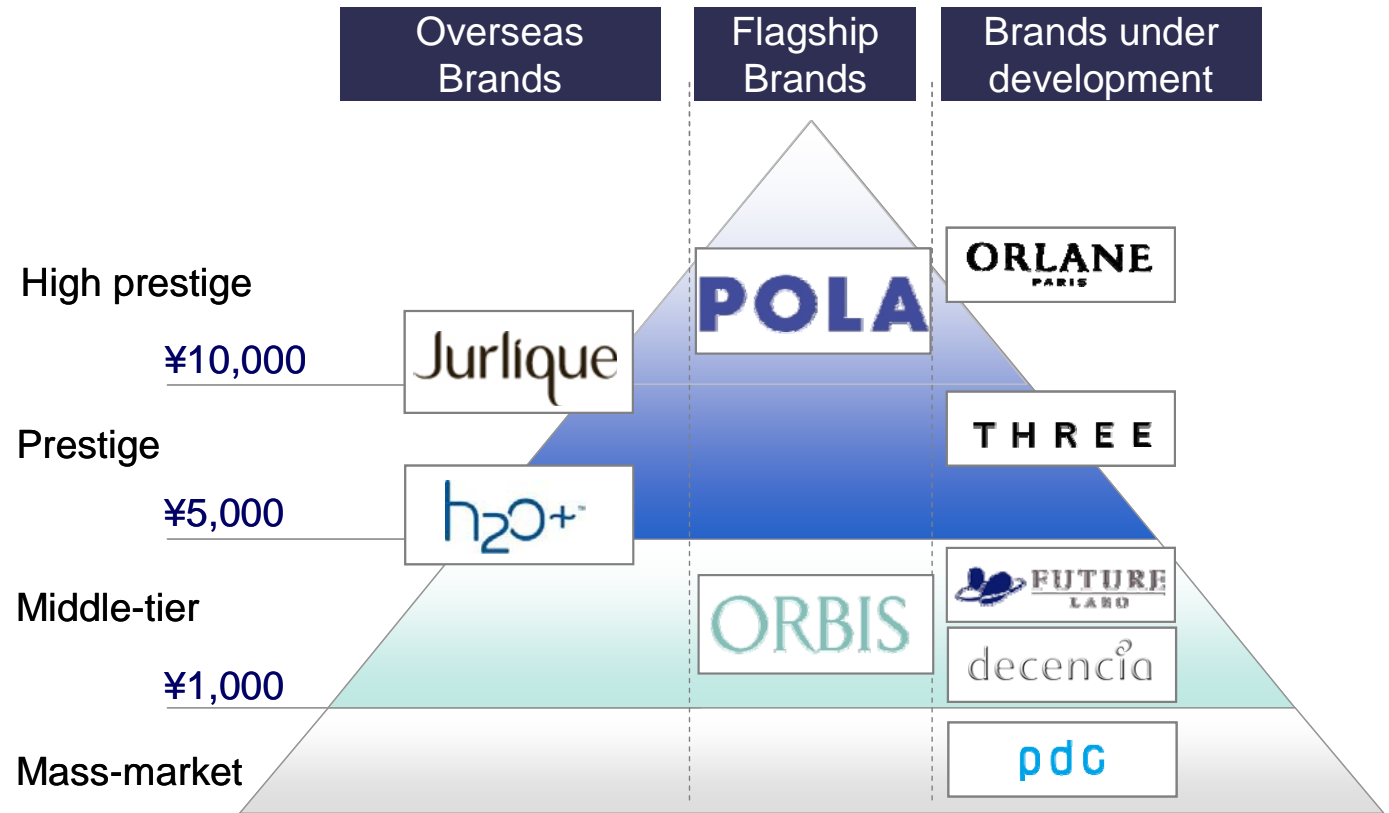 Overseas
Brands
Flagship
Brands
Brands under
development
High prestige
¥10,000
Prestige
¥5,000
Middle-tier
¥1,000
Mass-market
Jurlique
h2O+™
POLA
ORBIS
ORLANE
PARIS
THREE
FUTURE
LABO
decencia
pdc